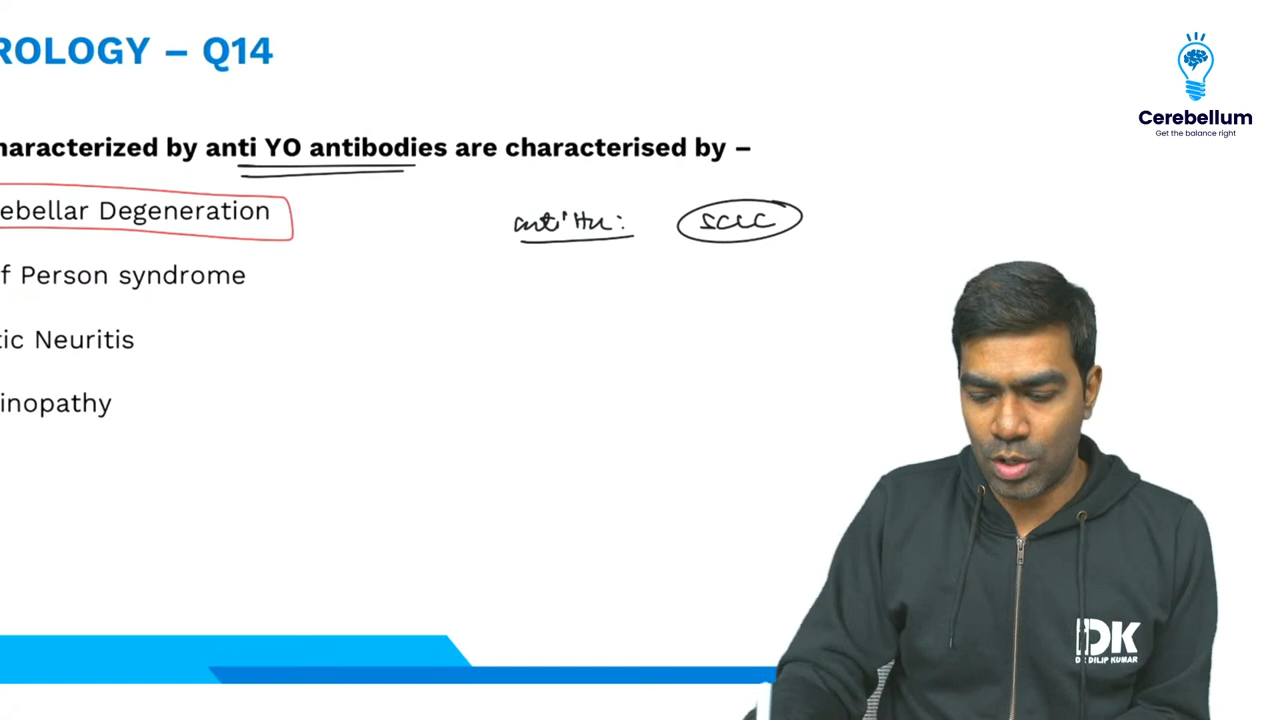 ROLOGY – Q14
Cerebellum
Get the balance right
haracterized by anti YO antibodies are characterised by –
ebellar Degeneration
anti Hu: SCLC
f Person syndrome
tic Neuritis
inopathy
DK
DR DILIP KUMAR